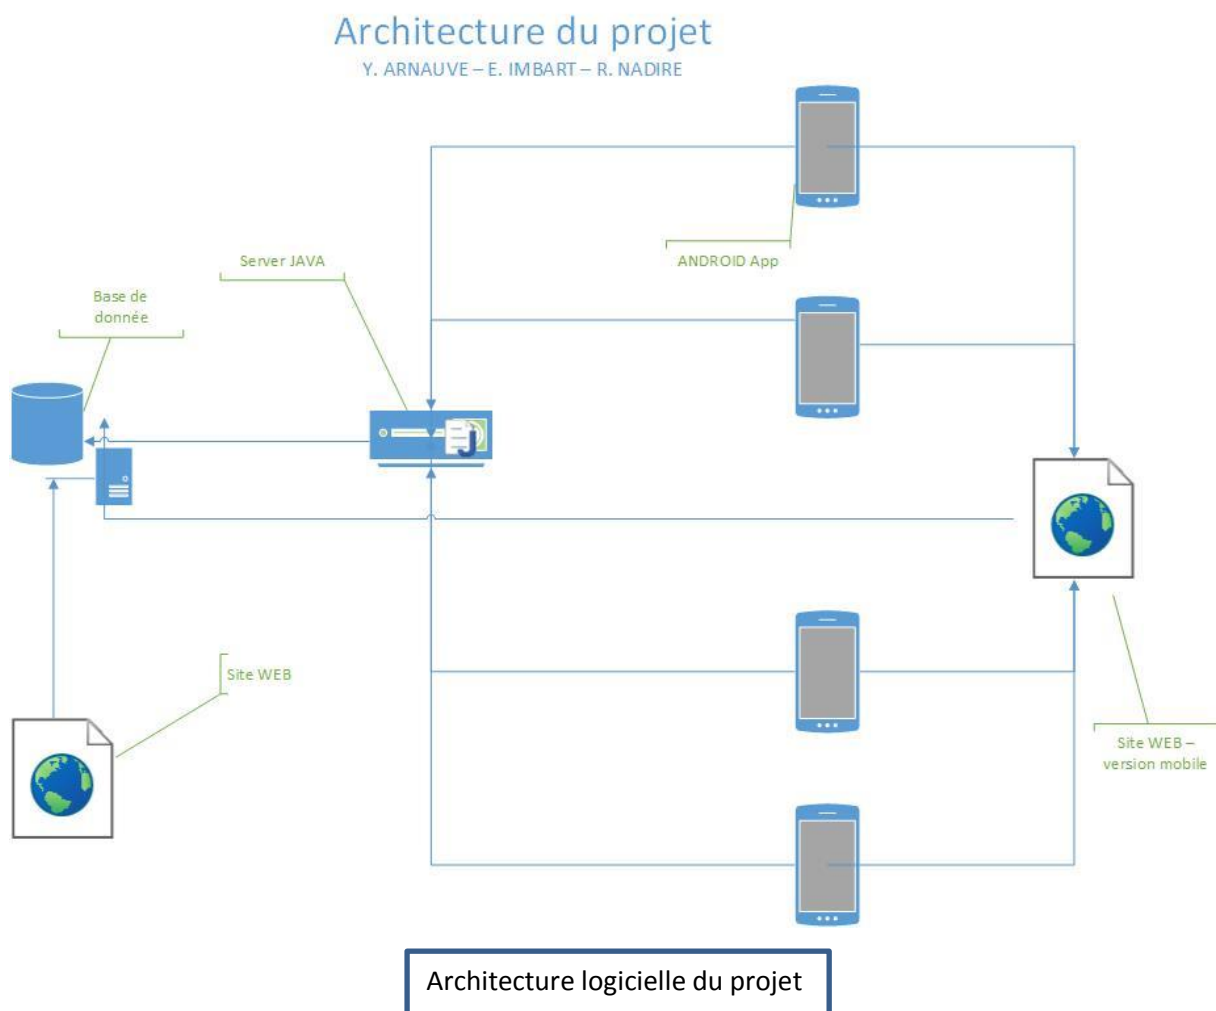 Architecture du projet
Y. ARNAUVE – E. IMBART – R. NADIRE
Server JAVA
ANDROID App
Base de
donnée
Site WEB
Site WEB –
version mobile
Architecture logicielle du projet